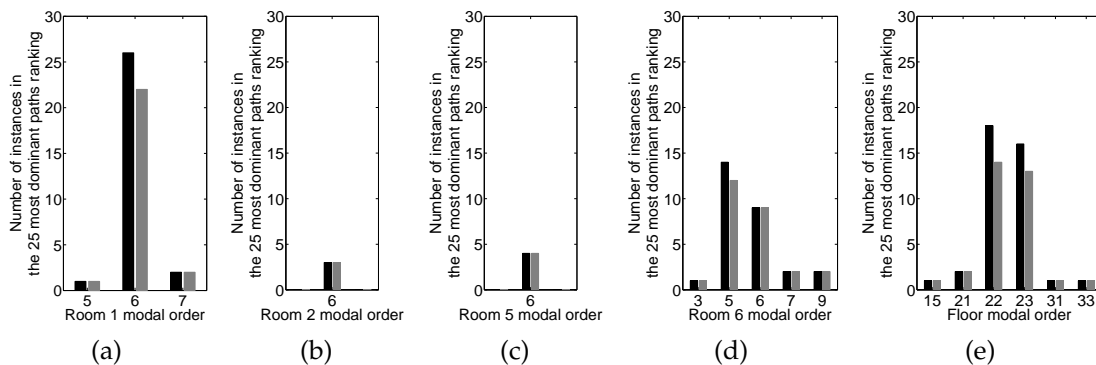 Number of instances in
the 25 most dominant paths ranking
30
25
20
15
10
5
0
5 6 7
Room 1 modal order
(a)
Number of instances in
the 25 most dominant paths ranking
30
25
20
15
10
5
0
6
Room 2 modal order
(b)
Number of instances in
the 25 most dominant paths ranking
30
25
20
15
10
5
0
6
Room 5 modal order
(c)
Number of instances in
the 25 most dominant paths ranking
30
25
20
15
10
5
0
3 5 6 7 9
Room 6 modal order
(d)
Number of instances in
the 25 most dominant paths ranking
30
25
20
15
10
5
0
15 21 22 23 31 33
Floor modal order
(e)